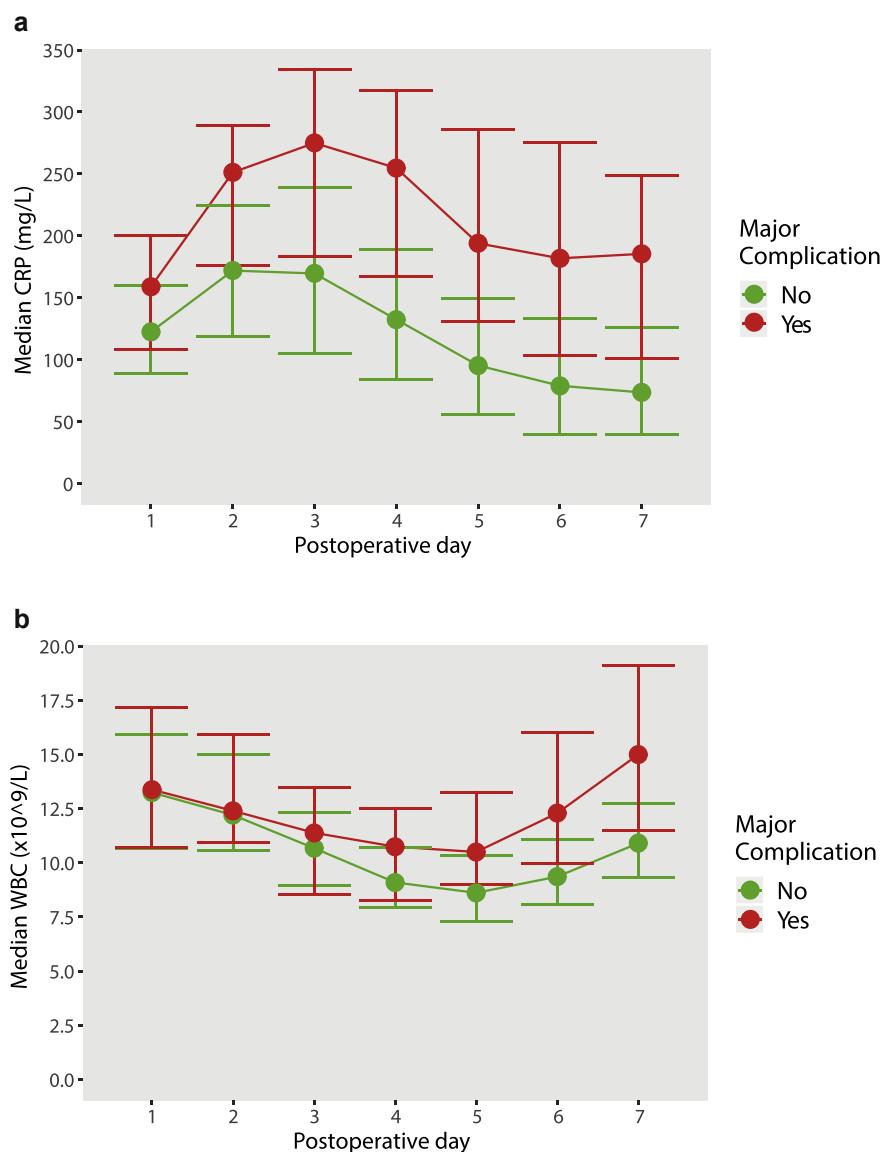 a
350
300
250
200
150
100
50
0
Median CRP (mg/L)
1 2 3 4 5 6 7
Postoperative day
Major
Complication
No
Yes
b
20.0
17.5
15.0
12.5
10.0
7.5
5.0
2.5
0.0
Median WBC (x10^9/L)
1 2 3 4 5 6 7
Postoperative day
Major
Complication
No
Yes